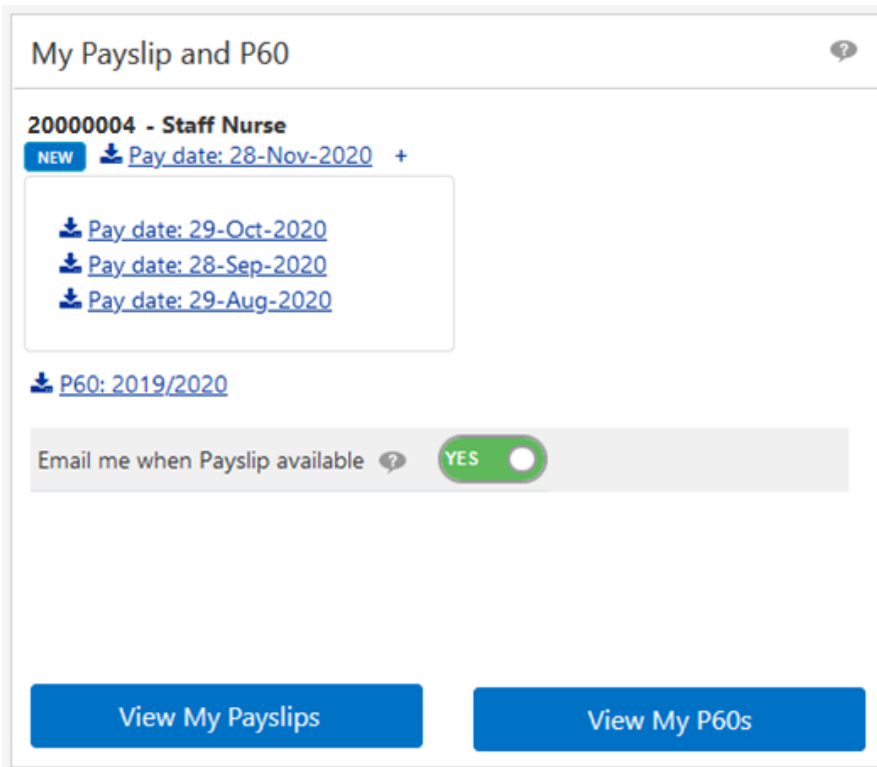 My Payslip and P60
20000004 - Staff Nurse
NEW Pay date: 28-Nov-2020 +
Pay date: 29-Oct-2020
Pay date: 28-Sep-2020
Pay date: 29-Aug-2020
P60: 2019/2020
Email me when Payslip available ? YES
View My Payslips View My P60s